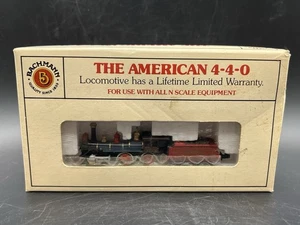 BACHMANN
QUALITY SINCE 1833
THE AMERICAN 4-4-0
Locomotive has a Lifetime Limited Warranty.
FOR USE WITH ALL N SCALE EQUIPMENT